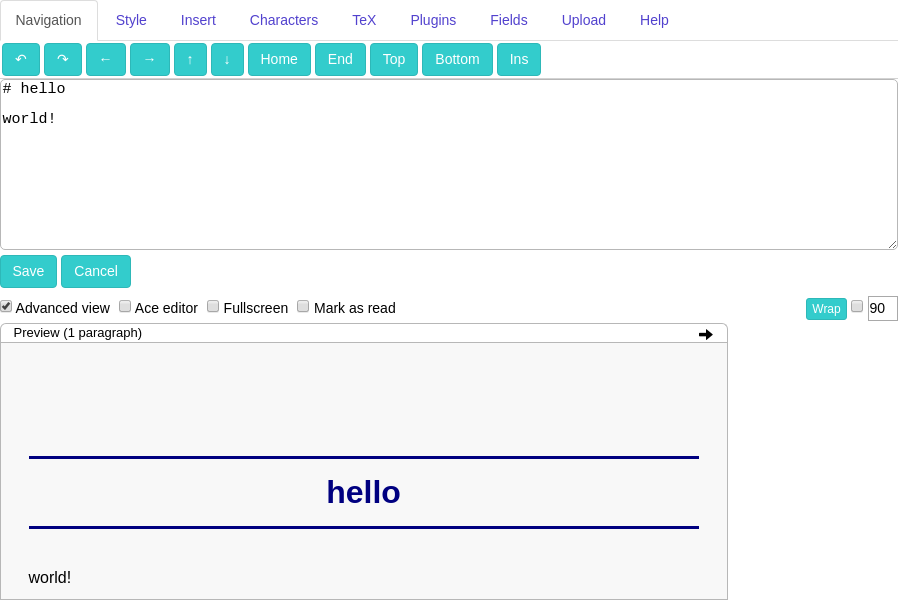 Navigation Style Insert Characters TeX Plugins Fields Upload Help
↶ ↷ ← → ↑ ↓ Home End Top Bottom Ins
# hello
world!
Save Cancel
Advanced view Ace editor Fullscreen Mark as read Wrap 90
Preview (1 paragraph)
hello
world!